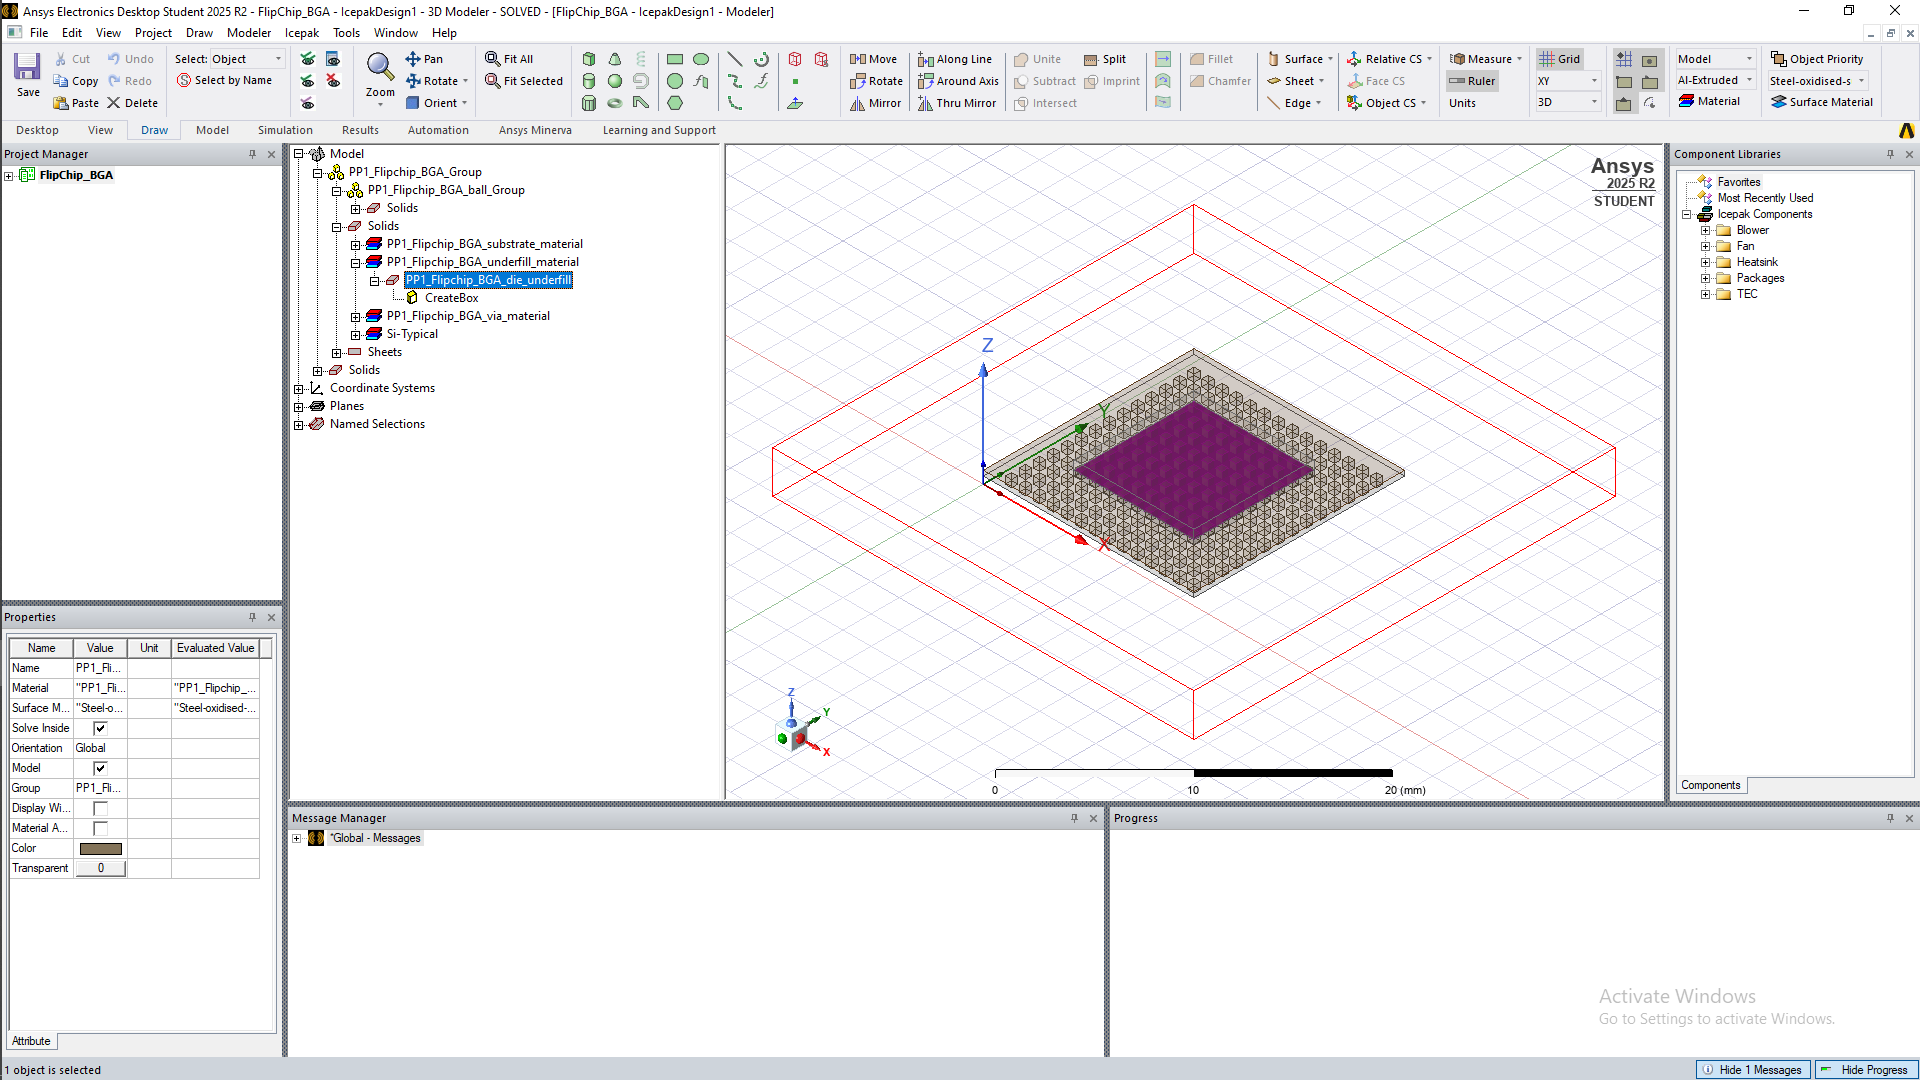 Ansys Electronics Desktop Student 2025 R2 - FlipChip_BGA - IcepakDesign1 - 3D Modeler - SOLVED - [FlipChip_BGA - IcepakDesign1 - Modeler]
File Edit View Project Draw Modeler Icepak Tools Window Help
Save
Cut Undo
Copy Redo
Paste Delete
Select: Object
Select by Name
Zoom
Pan
Rotate
Orient
Fit All
Fit Selected
Move
Rotate
Mirror
Along Line
Around Axis
Thru Mirror
Unite Split
Subtract Imprint
Intersect
Fillet
Chamfer
Surface
Sheet
Edge
Relative CS
Face CS
Object CS
Measure
Ruler
Units
Grid
XY
3D
Model
Al-Extruded
Material
Object Priority
Steel-oxidised-s
Surface Material
Desktop View Draw Model Simulation Results Automation Ansys Minerva Learning and Support
Project Manager
FlipChip_BGA
Model
PP1_Flipchip_BGA_Group
PP1_Flipchip_BGA_ball_Group
Solids
Solids
PP1_Flipchip_BGA_substrate_material
PP1_Flipchip_BGA_underfill_material
PP1_Flipchip_BGA_die_underfill
CreateBox
PP1_Flipchip_BGA_via_material
Si-Typical
Sheets
Solids
Coordinate Systems
Planes
Named Selections
Ansys
2025 R2
STUDENT
Z
Y
X
Z
Y
X
0 10 20 (mm)
Component Libraries
Favorites
Most Recently Used
Icepak Components
Blower
Fan
Heatsink
Packages
TEC
Components
Properties
Name Value Unit Evaluated Value
Name PP1_Fli...
Material "PP1_Fli... "PP1_Flipchip_...
Surface M... "Steel-o... "Steel-oxidised-...
Solve Inside
Orientation Global
Model
Group PP1_Fli...
Display Wi...
Material A...
Color
Transparent 0
Attribute
Message Manager
*Global - Messages
Progress
Activate Windows
Go to Settings to activate Windows.
1 object is selected
Hide 1 Messages Hide Progress